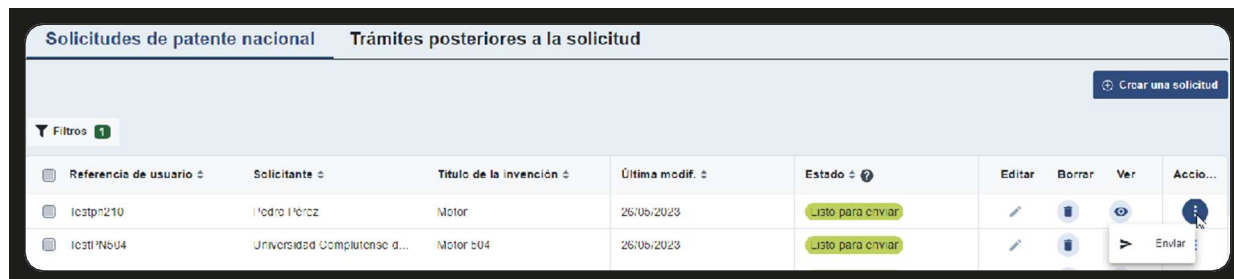 Solicitudes de patente nacional Trámites posteriores a la solicitud
Crear una solicitud
Filtros 1
Referencia de usuario Solicitante Título de la invención Última modif. Estado Editar Borrar Ver Accio...
Testpn210 Pedro Pérez Motor 26/05/2023 Listo para enviar
TestPN504 Universidad Complutense d... Motor 504 26/05/2023 Listo para enviar Enviar